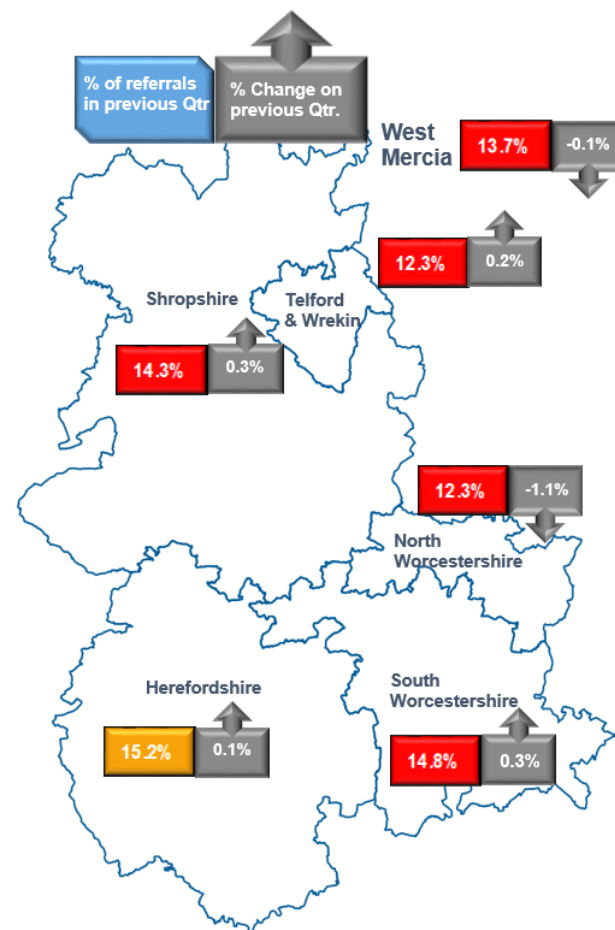 % of referrals
in previous Qtr
% Change on
previous Qtr.
West
Mercia
13.7%
-0.1%
12.3%
0.2%
Shropshire
Telford
& Wrekin
14.3%
0.3%
12.3%
-1.1%
North
Worcestershire
Herefordshire
15.2%
0.1%
South
Worcestershire
14.8%
0.3%